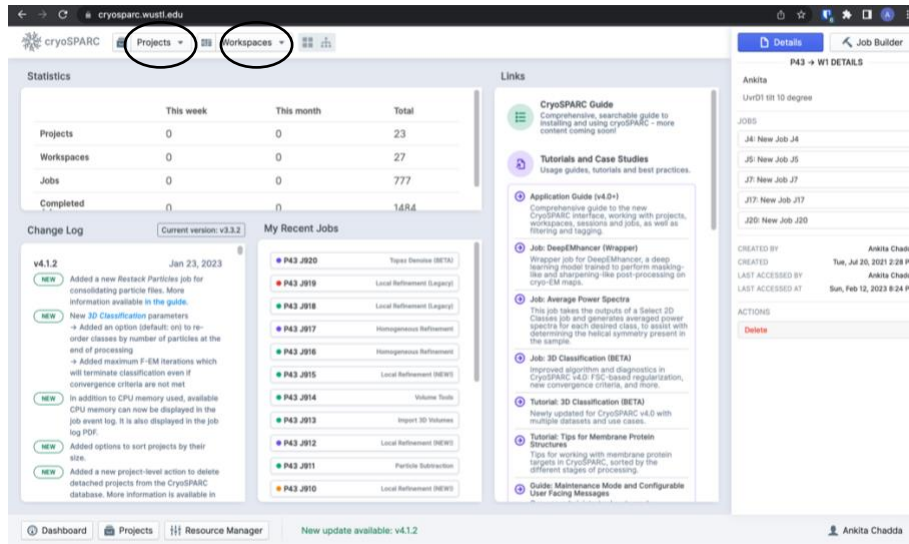 cryosparc.wustl.edu
cryoSPARC
Projects
Workspaces
Statistics
This week This month Total
Projects 0 0 23
Workspaces 0 0 27
Jobs 0 0 777
Completed 0 0 1484
Change Log
Current version: v3.3.2
v4.1.2 Jan 23, 2023
NEW Added a new Restack Particles job for
consolidating particle files. More
information available in the guide.
NEW New 3D Classification parameters
→ Added an option (default: on) to re-
order classes by number of particles at the
end of processing
→ Added maximum F-EM iterations which
will terminate classification even if
convergence criteria are not met
NEW In addition to CPU memory used, available
CPU memory can now be displayed in the
job event log. It is also displayed in the job
log PDF.
NEW Added options to sort projects by their
size.
NEW Added a new project-level action to delete
detached projects from the CryoSPARC
database. More information is available in
My Recent Jobs
P43 J920 Topaz Denoise (BETA)
P43 J919 Local Refinement (Legacy)
P43 J918 Local Refinement (Legacy)
P43 J917 Homogeneous Refinement
P43 J916 Homogeneous Refinement
P43 J915 Local Refinement (NEW!)
P43 J914 Volume Tools
P43 J913 Import 3D Volumes
P43 J912 Local Refinement (NEW!)
P43 J911 Particle Subtraction
P43 J910 Local Refinement (NEW!)
Links
CryoSPARC Guide
Comprehensive, searchable guide to
installing and using cryoSPARC - more
content coming soon!
Tutorials and Case Studies
Usage guides, tutorials and best practices.
Application Guide (v4.0+)
Comprehensive guide to the new
CryoSPARC interface, working with projects,
workspaces, sessions and jobs, as well as
filtering and tagging.
Job: DeepEMhancer (Wrapper)
Wrapper job for DeepEMhancer, a deep
learning model trained to perform masking-
like and sharpening-like post-processing on
cryo-EM maps.
Job: Average Power Spectra
This job takes the outputs of a Select 2D
Classes job and generates averaged power
spectra for each desired class, to assist with
determining the helical symmetry present in
the sample.
Job: 3D Classification (BETA)
Improved algorithm and diagnostics in
CryoSPARC v4.0: FSC-based regularization,
new convergence criteria, and more.
Tutorial: 3D Classification (BETA)
Newly updated for CryoSPARC v4.0 with
multiple datasets and use cases.
Tutorial: Tips for Membrane Protein
Structures
Tips for working with membrane protein
targets in CryoSPARC, sorted by the
different stages of processing.
Guide: Maintenance Mode and Configurable
User Facing Messages
Details
Job Builder
P43 → W1 DETAILS
Ankita
UvrD1 tilt 10 degree
JOBS
J4: New Job J4
J5: New Job J5
J7: New Job J7
J17: New Job J17
J20: New Job J20
CREATED BY Ankita Chadd
CREATED Tue, Jul 20, 2021 2:28 P
LAST ACCESSED BY Ankita Chadd
LAST ACCESSED AT Sun, Feb 12, 2023 8:24 P
ACTIONS
Delete
Dashboard
Projects
Resource Manager
New update available: v4.1.2
Ankita Chadda